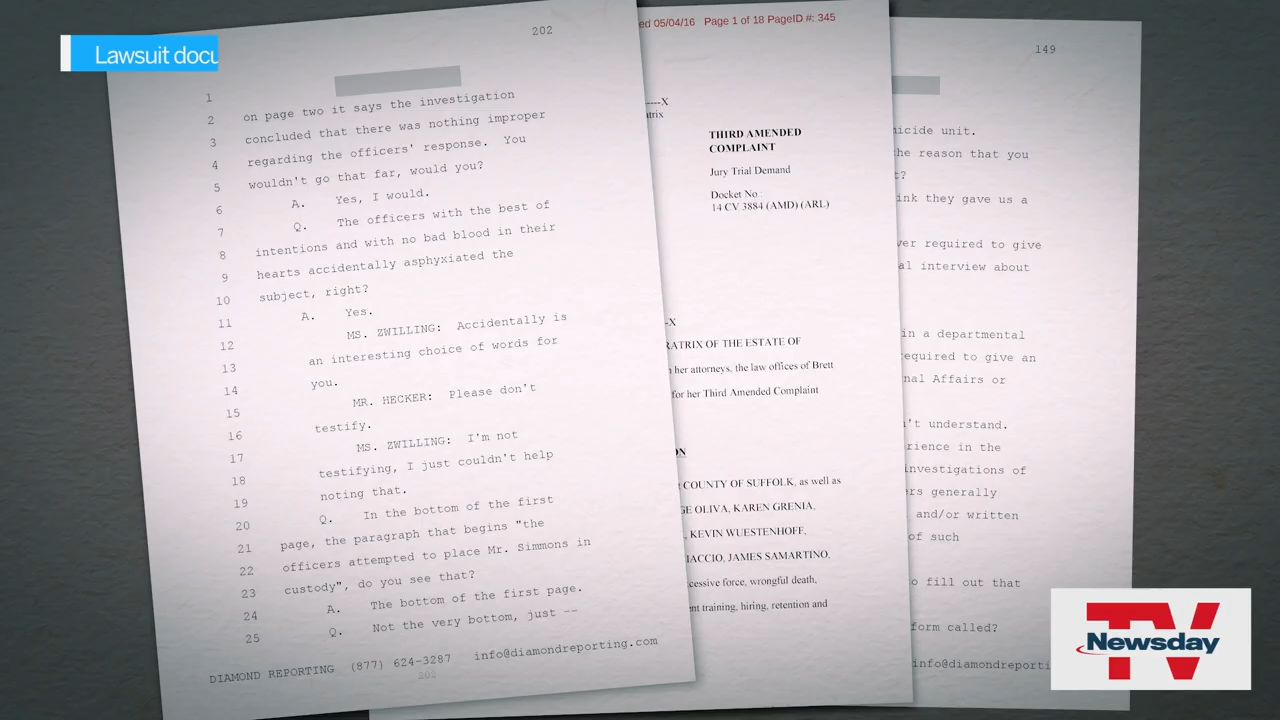 Lawsuit docu
202
1
2 on page two it says the investigation
3 concluded that there was nothing improper
4 regarding the officers' response. You
5 wouldn't go that far, would you?
6 A. Yes, I would.
7 Q. The officers with the best of
8 intentions and with no bad blood in their
9 hearts accidentally asphyxiated the
10 subject, right?
11 A. Yes.
12 MS. ZWILLING: Accidentally is
13 an interesting choice of words for
14 you.
15 MR. HECKER: Please don't
16 testify.
17 MS. ZWILLING: I'm not
18 testifying, I just couldn't help
19 noting that.
20 Q. In the bottom of the first
21 page, the paragraph that begins "the
22 officers attempted to place Mr. Simmons in
23 custody", do you see that?
24 A. The bottom of the first page.
25 Q. Not the very bottom, just --
DIAMOND REPORTING (877) 624-3287 info@diamondreporting.com
202
ed 05/04/16 Page 1 of 18 PageID #: 345
----X
atrix
THIRD AMENDED
COMPLAINT
Jury Trial Demand
Docket No.:
14 CV 3884 (AMD) (ARL)
-X
RATRIX OF THE ESTATE OF
her attorneys, the law offices of Brett
for her Third Amended Complaint
ON
COUNTY OF SUFFOLK, as well as
GE OLIVA, KAREN GRENIA,
, KEVIN WUESTENHOFF,
IACCIO, JAMES SAMARTINO,
cessive force, wrongful death,
ent training, hiring, retention and
149
icide unit.
he reason that you
t?
ink they gave us a
ver required to give
al interview about
in a departmental
required to give an
nal Affairs or
n't understand.
rience in the
investigations of
ers generally
and/or written
of such
o fill out that
form called?
info@diamondreporti
TV
Newsday